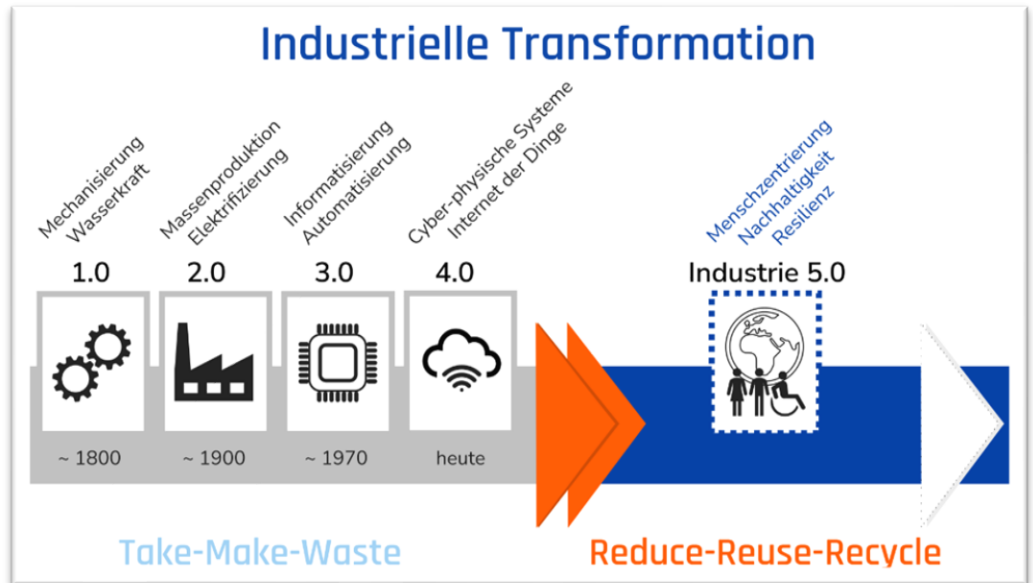 Industrielle Transformation
Mechanisierung
Wasserkraft
Massenproduktion
Elektrifizierung
Informatisierung
Automatisierung
Cyber-physische Systeme
Internet der Dinge
Menschzentrierung
Nachhaltigkeit
Resilienz
1.0
2.0
3.0
4.0
Industrie 5.0
~ 1800
~ 1900
~ 1970
heute
Take-Make-Waste
Reduce-Reuse-Recycle